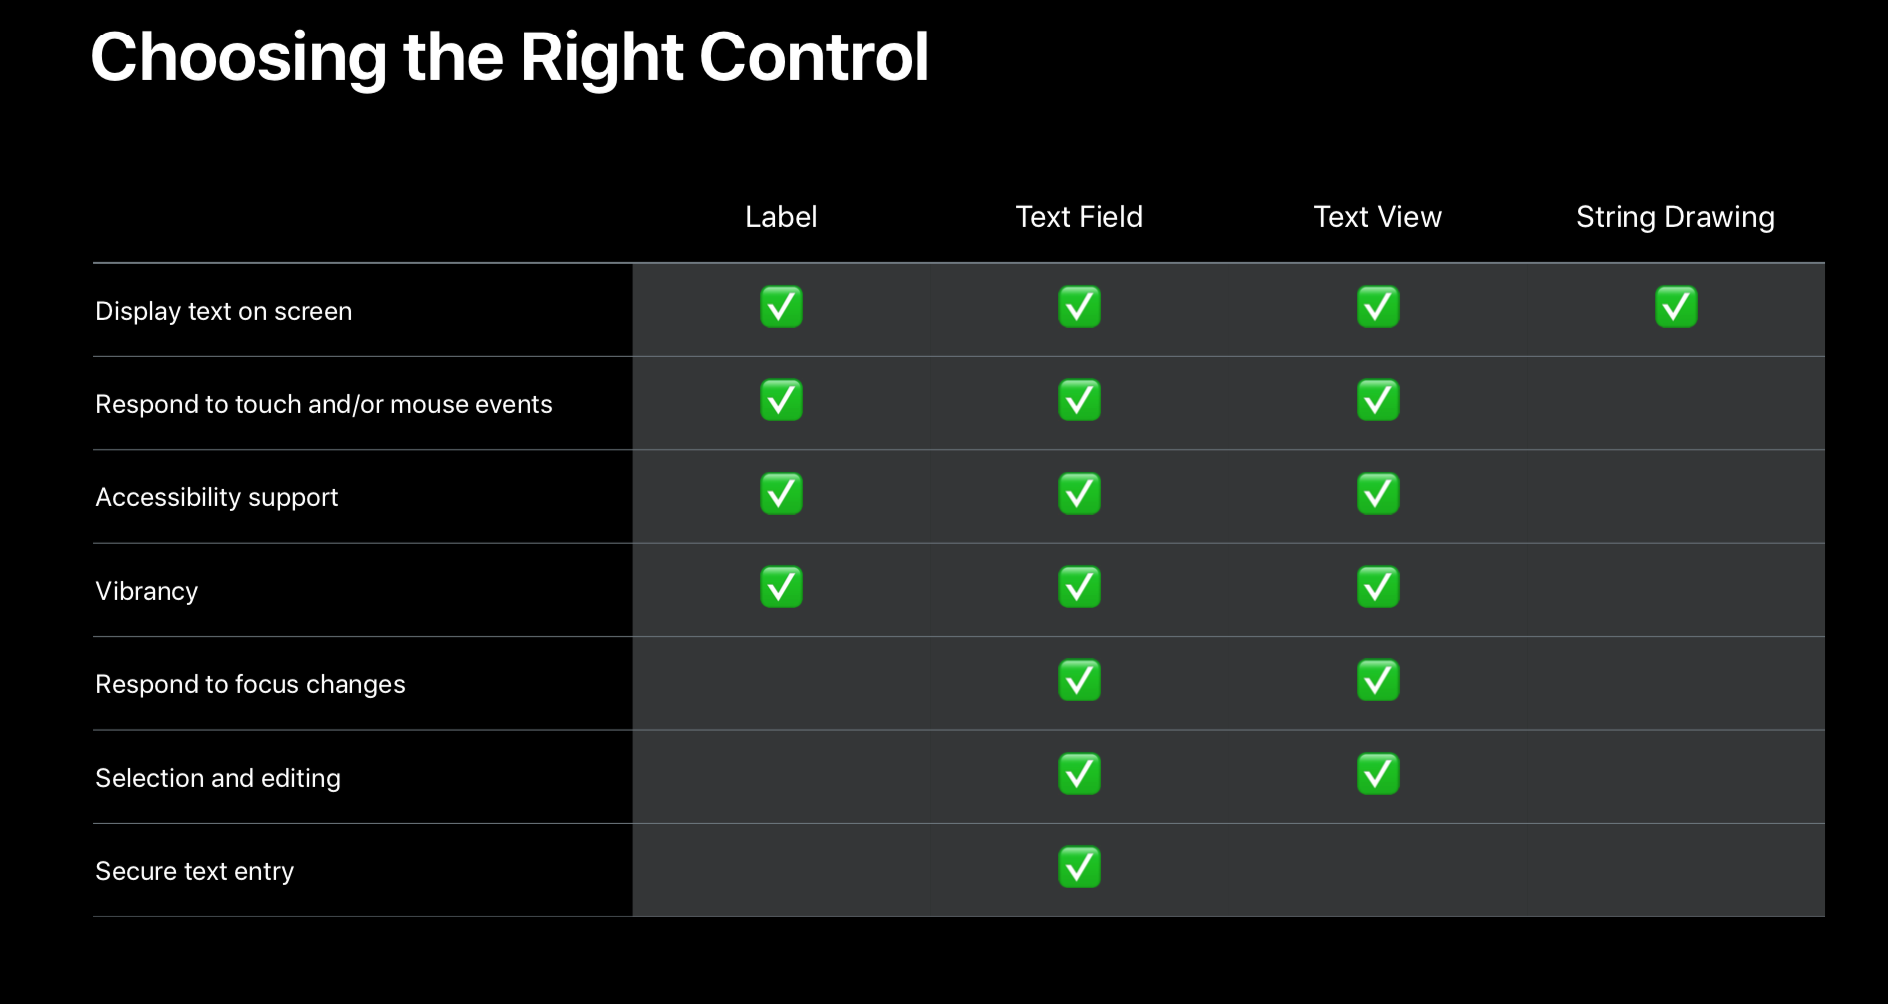 Choosing the Right Control
Label Text Field Text View String Drawing
Display text on screen ✅ ✅ ✅ ✅
Respond to touch and/or mouse events ✅ ✅ ✅
Accessibility support ✅ ✅ ✅
Vibrancy ✅ ✅ ✅
Respond to focus changes ✅ ✅
Selection and editing ✅ ✅
Secure text entry ✅